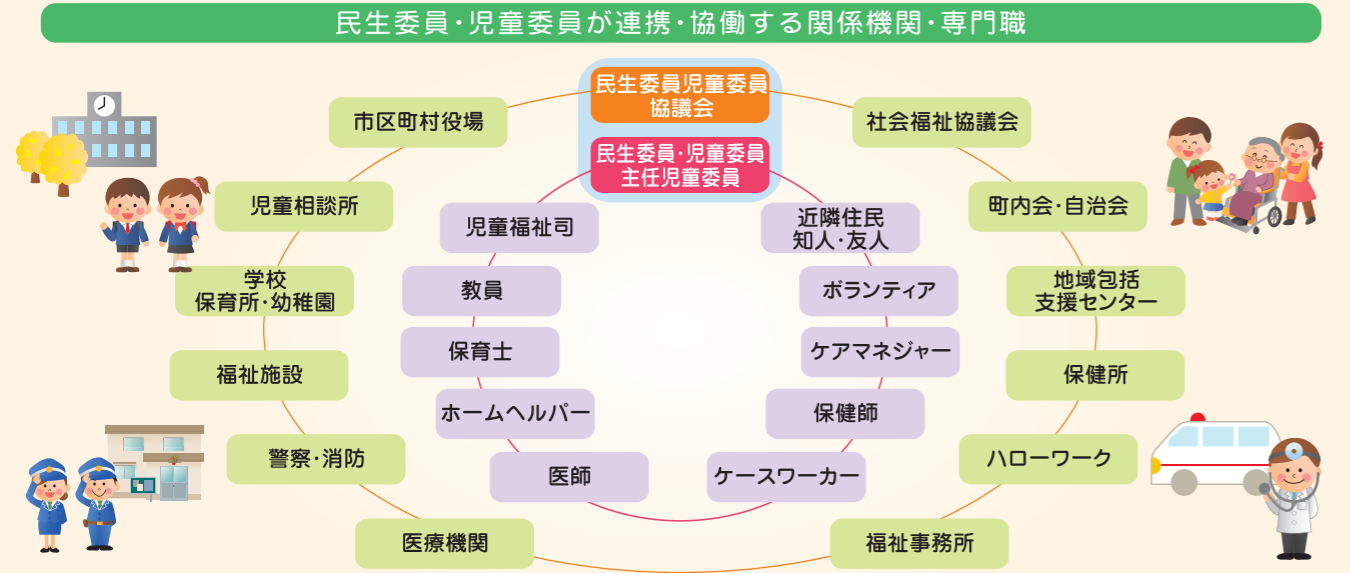 民生委員・児童委員が連携・協働する関係機関・専門職
民生委員児童委員
協議会
民生委員・児童委員
主任児童委員
市区町村役場
社会福祉協議会
児童相談所
児童福祉司
近隣住民
知人・友人
町内会・自治会
学校
保育所・幼稚園
教員
ボランティア
地域包括
支援センター
福祉施設
保育士
ケアマネジャー
保健所
ホームヘルパー
保健師
警察・消防
医師
ケースワーカー
ハローワーク
医療機関
福祉事務所